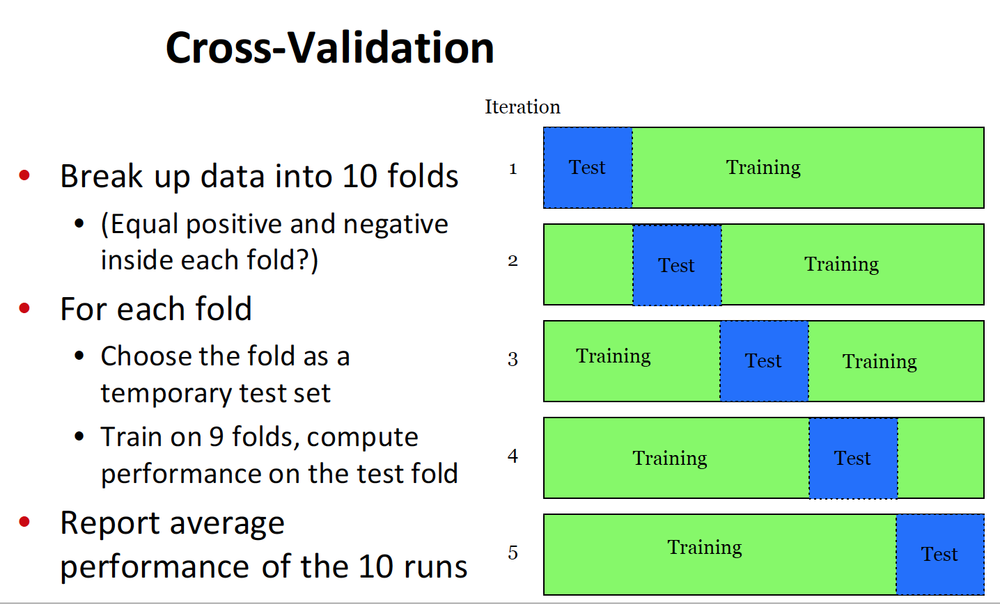 Cross-Validation
• Break up data into 10 folds
• (Equal positive and negative
inside each fold?)
• For each fold
• Choose the fold as a
temporary test set
• Train on 9 folds, compute
performance on the test fold
• Report average
performance of the 10 runs
Iteration
1 Test Training
2 Test Training
3 Training Test Training
4 Training Test
5 Training Test